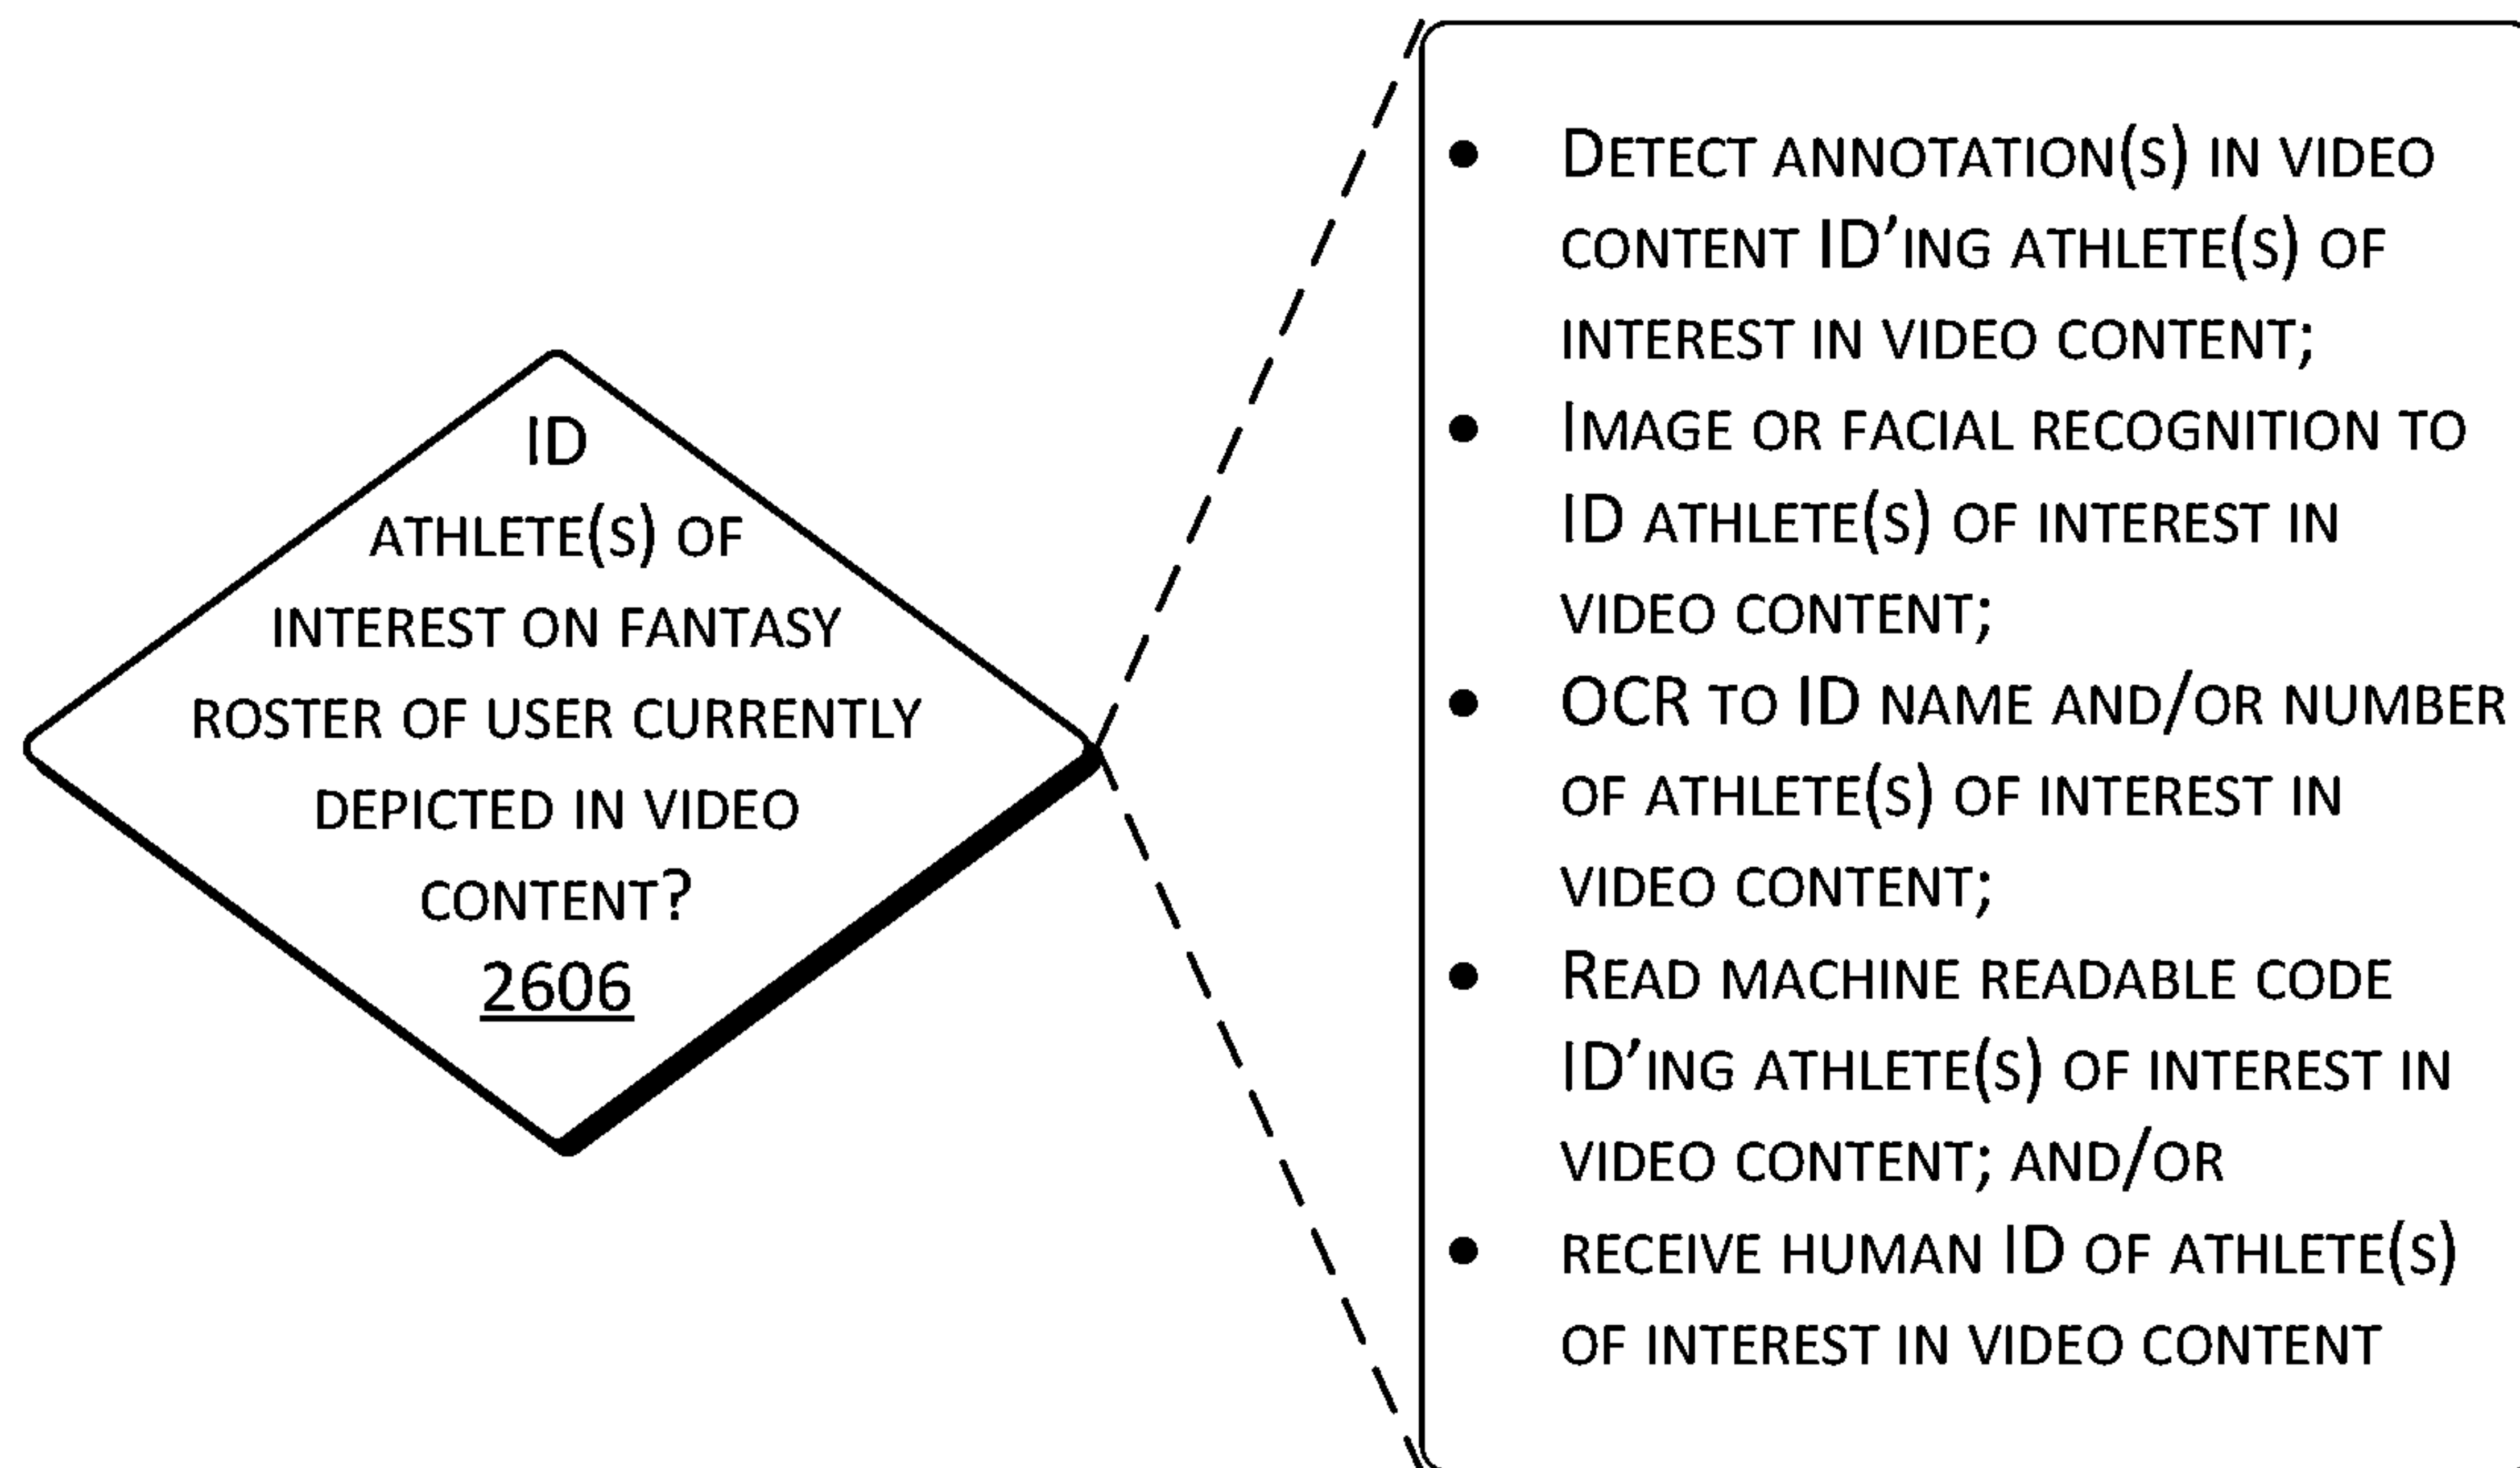 ID
ATHLETE(S) OF
INTEREST ON FANTASY
ROSTER OF USER CURRENTLY
DEPICTED IN VIDEO
CONTENT?
2606
• DETECT ANNOTATION(S) IN VIDEO
CONTENT ID’ING ATHLETE(S) OF
INTEREST IN VIDEO CONTENT;
• IMAGE OR FACIAL RECOGNITION TO
ID ATHLETE(S) OF INTEREST IN
VIDEO CONTENT;
• OCR TO ID NAME AND/OR NUMBER
OF ATHLETE(S) OF INTEREST IN
VIDEO CONTENT;
• READ MACHINE READABLE CODE
ID’ING ATHLETE(S) OF INTEREST IN
VIDEO CONTENT; AND/OR
• RECEIVE HUMAN ID OF ATHLETE(S)
OF INTEREST IN VIDEO CONTENT